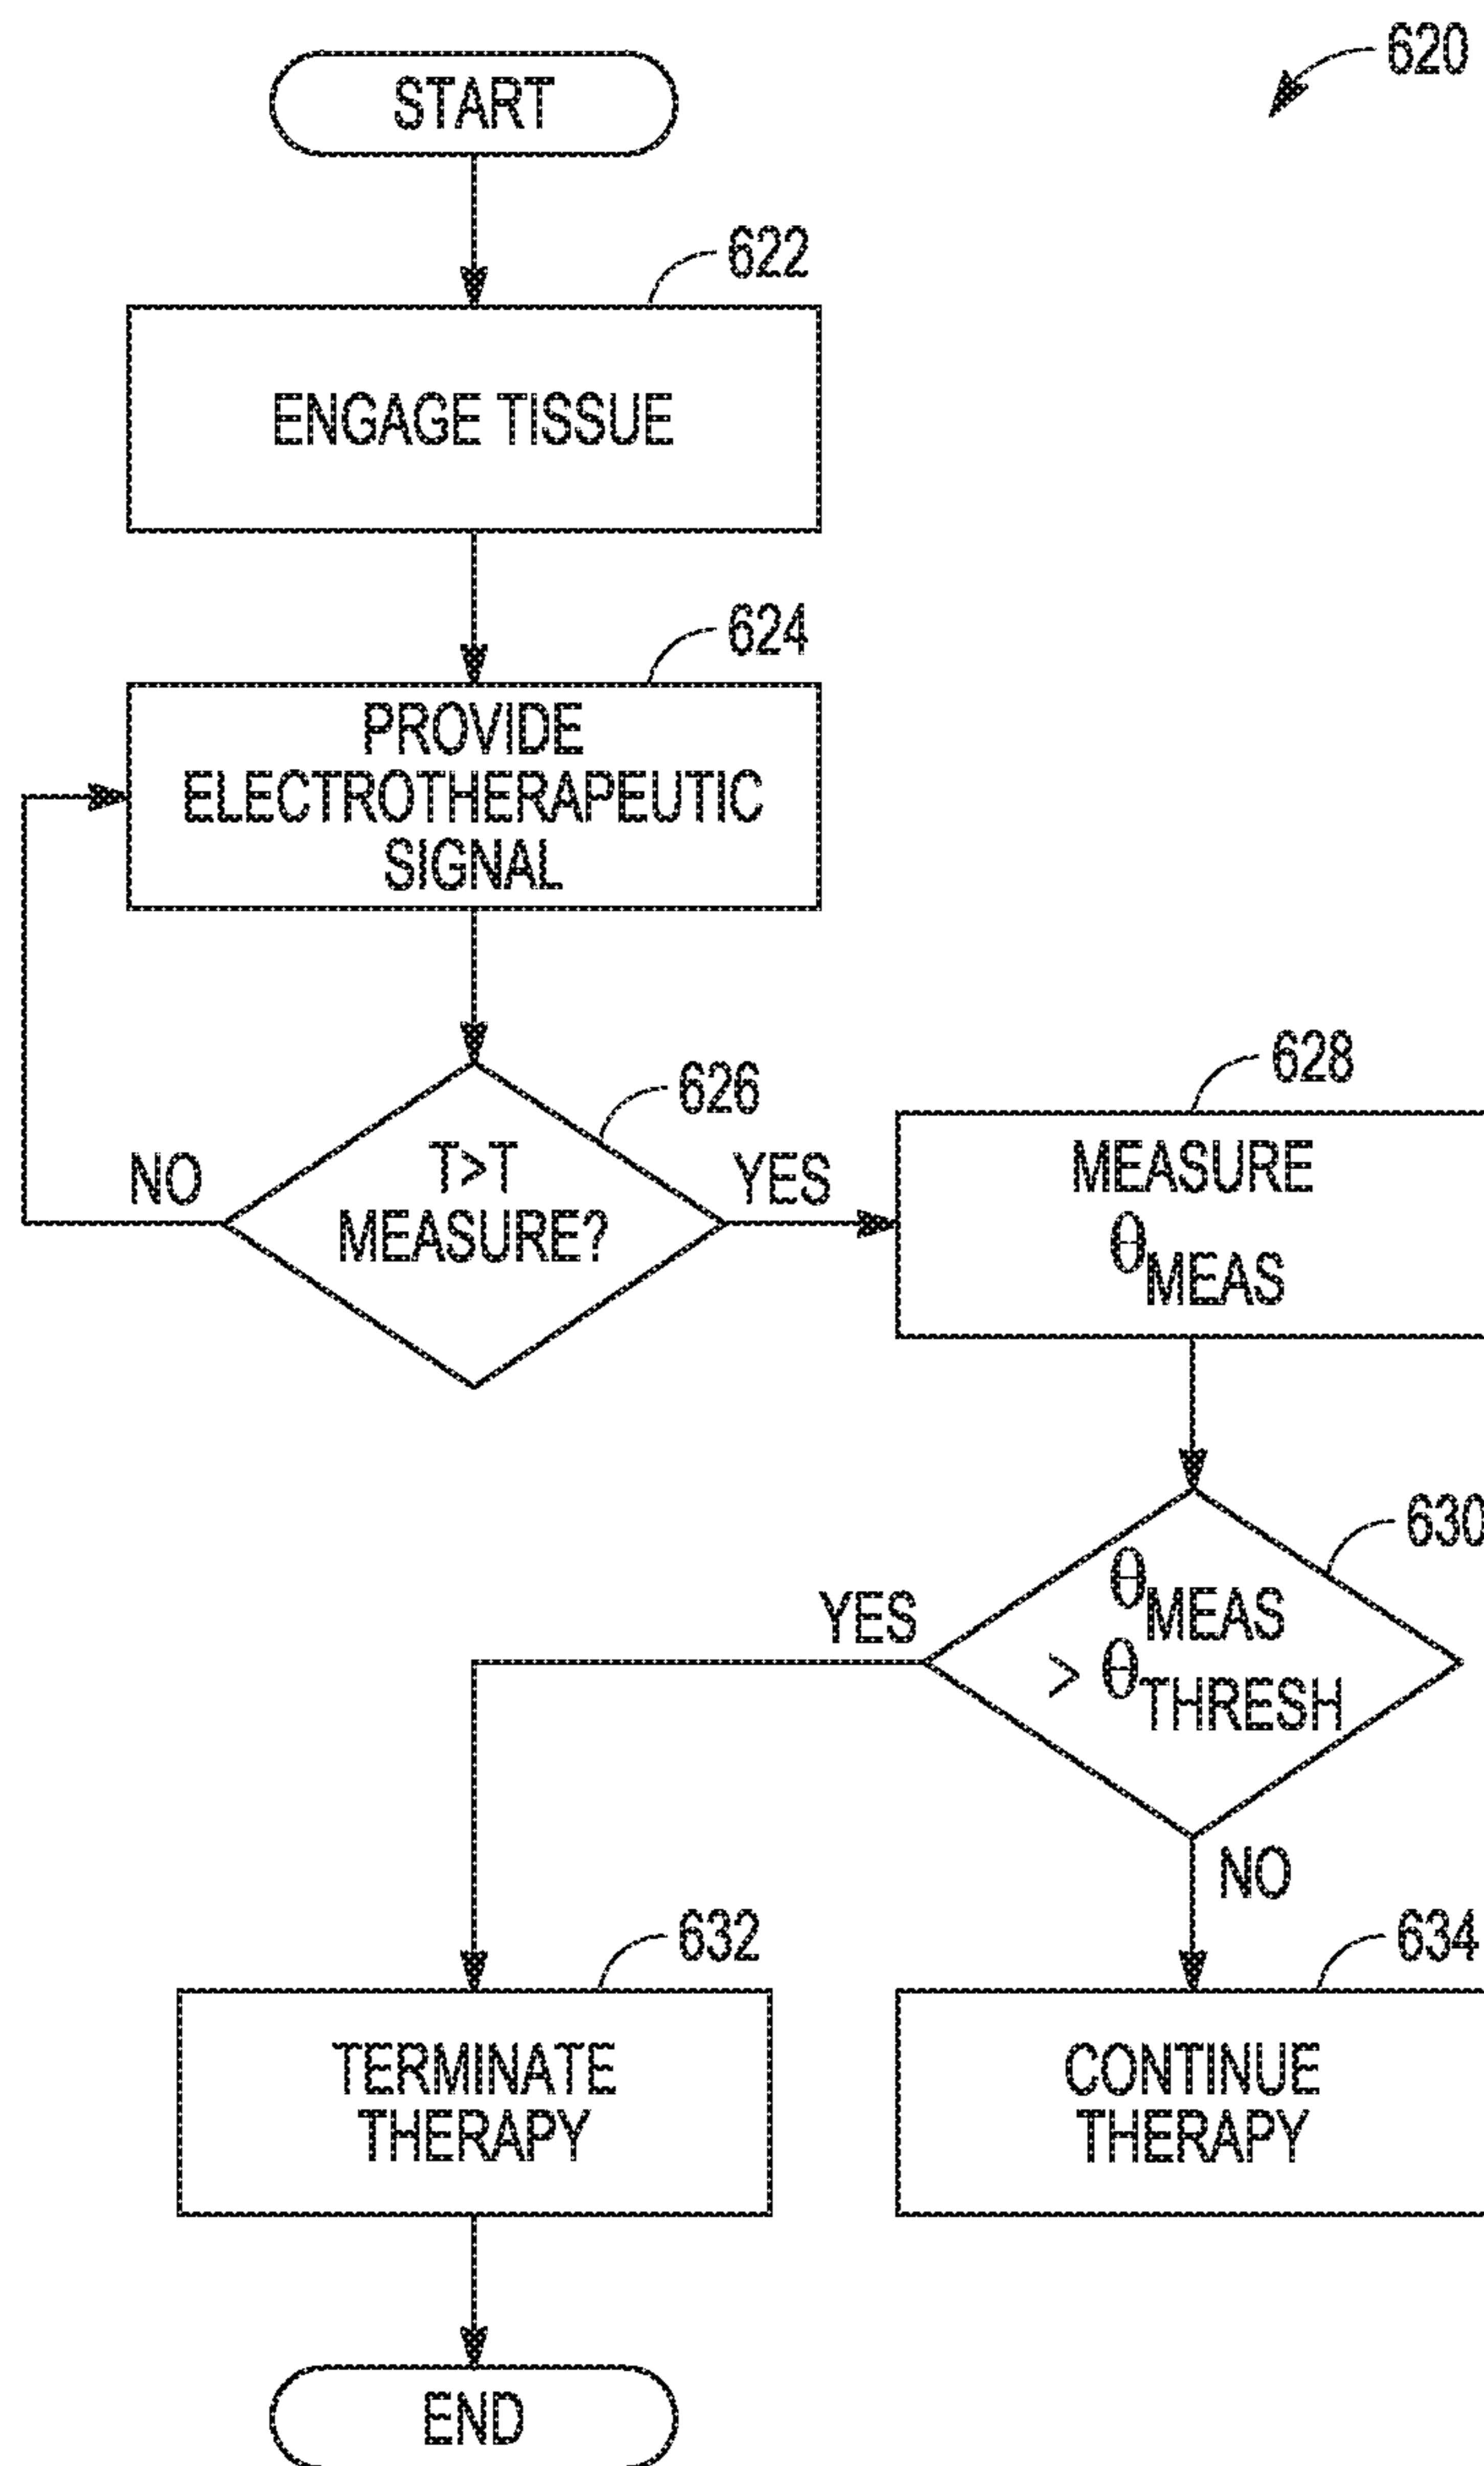 620
START
622
ENGAGE TISSUE
624
PROVIDE
ELECTROTHERAPEUTIC
SIGNAL
626
T>T
MEASURE?
NO
YES
628
MEASURE
θMEAS
630
θMEAS
> θTHRESH
YES
NO
632
TERMINATE
THERAPY
634
CONTINUE
THERAPY
END